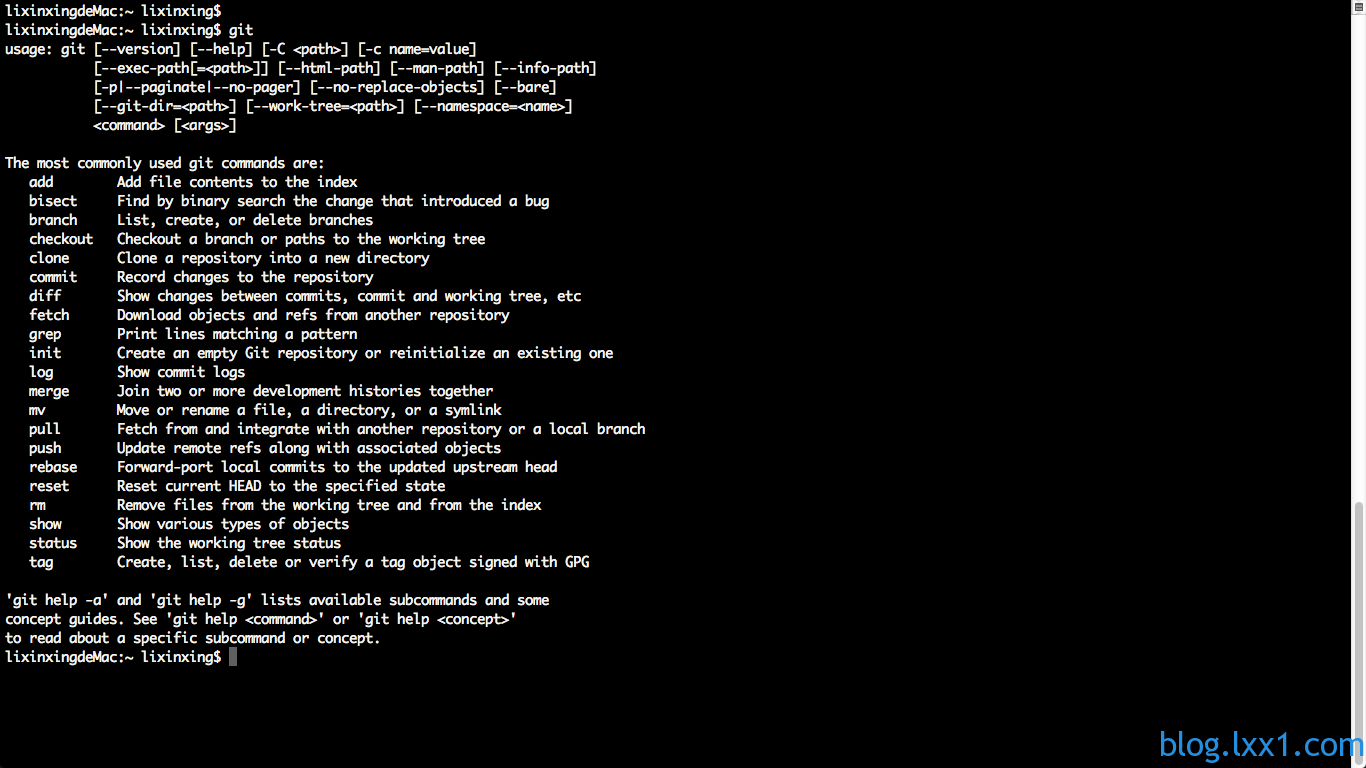 lixinxingdeMac:~ lixinxing$
lixinxingdeMac:~ lixinxing$ git
usage: git [--version] [--help] [-C <path>] [-c name=value]
           [--exec-path[=<path>]] [--html-path] [--man-path] [--info-path]
           [-p|--paginate|--no-pager] [--no-replace-objects] [--bare]
           [--git-dir=<path>] [--work-tree=<path>] [--namespace=<name>]
           <command> [<args>]

The most commonly used git commands are:
   add        Add file contents to the index
   bisect     Find by binary search the change that introduced a bug
   branch     List, create, or delete branches
   checkout   Checkout a branch or paths to the working tree
   clone      Clone a repository into a new directory
   commit     Record changes to the repository
   diff       Show changes between commits, commit and working tree, etc
   fetch      Download objects and refs from another repository
   grep       Print lines matching a pattern
   init       Create an empty Git repository or reinitialize an existing one
   log        Show commit logs
   merge      Join two or more development histories together
   mv         Move or rename a file, a directory, or a symlink
   pull       Fetch from and integrate with another repository or a local branch
   push       Update remote refs along with associated objects
   rebase     Forward-port local commits to the updated upstream head
   reset      Reset current HEAD to the specified state
   rm         Remove files from the working tree and from the index
   show       Show various types of objects
   status     Show the working tree status
   tag        Create, list, delete or verify a tag object signed with GPG

'git help -a' and 'git help -g' lists available subcommands and some
concept guides. See 'git help <command>' or 'git help <concept>'
to read about a specific subcommand or concept.
lixinxingdeMac:~ lixinxing$
blog.lxx1.com